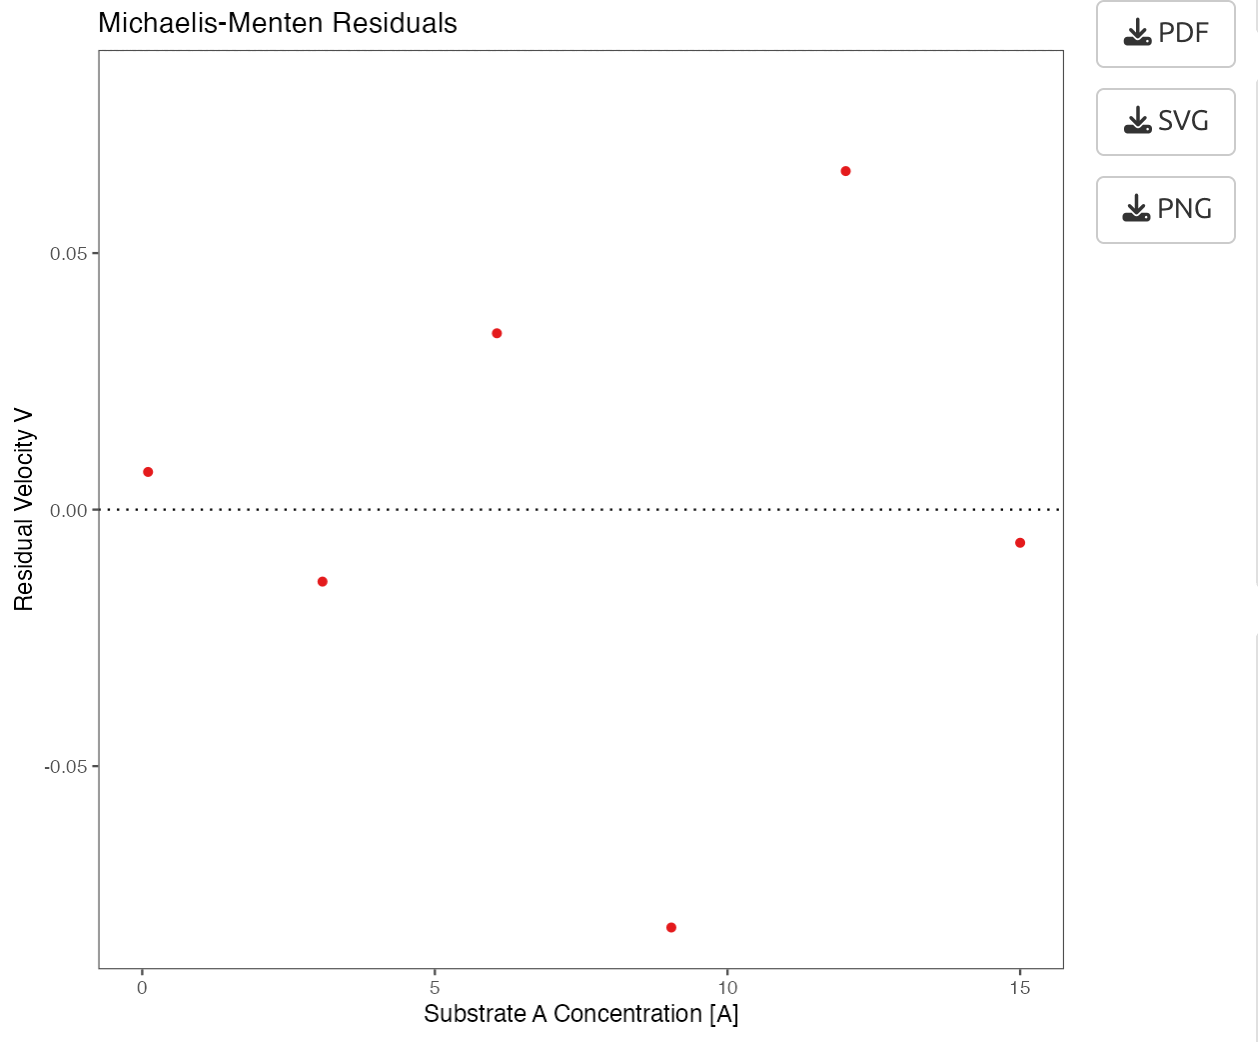 Michaelis-Menten Residuals
PDF
SVG
PNG
0.05
0.00
-0.05
Residual Velocity V
0
5
10
15
Substrate A Concentration [A]